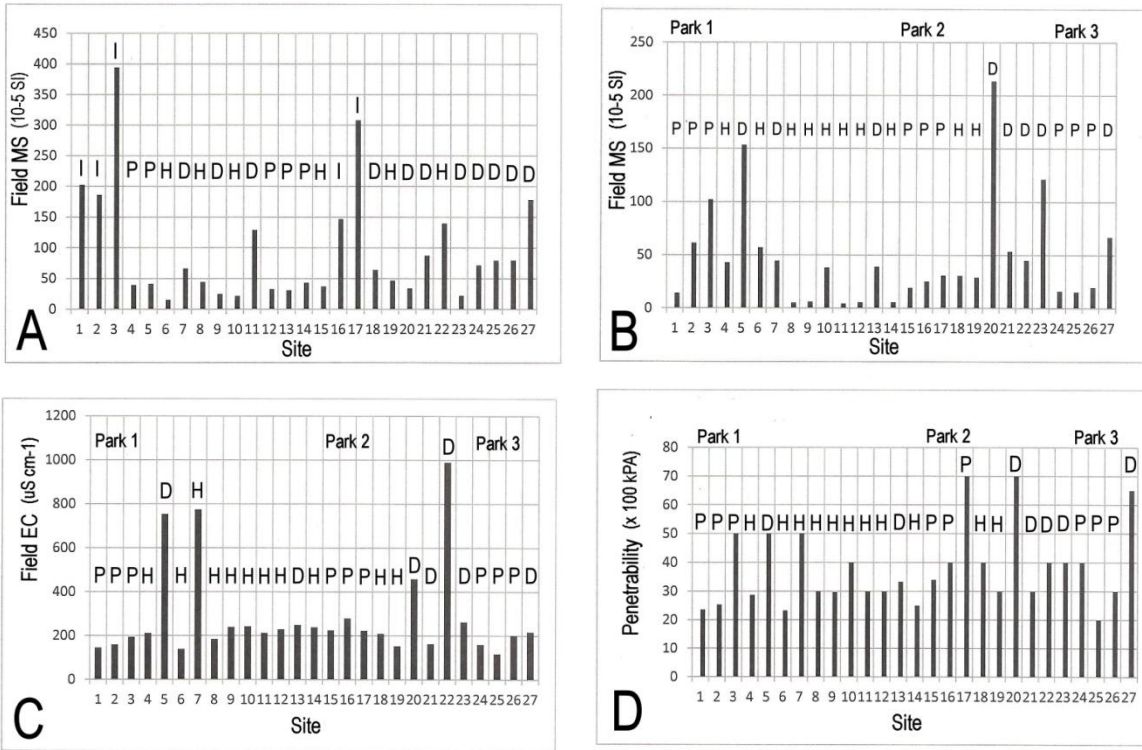 450
400
350
300
250
200
150
100
50
0
Field MS (10-5 SI)
I
I
I I P P H D H D H D P P P H I D H D D H D D D D D
1 2 3 4 5 6 7 8 9 10 11 12 13 14 15 16 17 18 19 20 21 22 23 24 25 26 27
Site
A
Park 1 Park 2 Park 3
250
200
150
100
50
0
Field MS (10-5 SI)
D
P P P H D H D H H H H H D H P P P H H D D D P P P D
1 2 3 4 5 6 7 8 9 10 11 12 13 14 15 16 17 18 19 20 21 22 23 24 25 26 27
Site
B
1200
1000
800
600
400
200
0
Field EC (uS cm-1)
Park 1 Park 2 Park 3
D
D H
D
P P P H H H H H H H D H P P P H H D D P P P D
1 2 3 4 5 6 7 8 9 10 11 12 13 14 15 16 17 18 19 20 21 22 23 24 25 26 27
Site
C
Park 1 Park 2 Park 3
80
70
60
50
40
30
20
10
0
Penetrability (x 100 kPA)
P D D
P P P H D H H H H H H H D H P P H H D D D P P P
1 2 3 4 5 6 7 8 9 10 11 12 13 14 15 16 17 18 19 20 21 22 23 24 25 26 27
Site
D